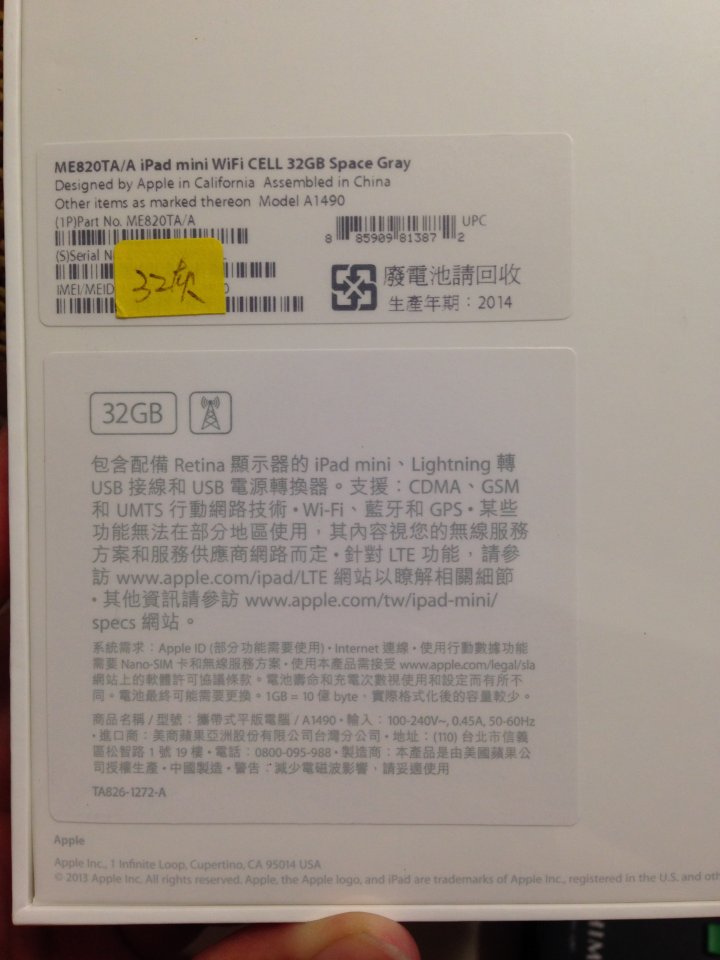 ME820TA/A iPad mini WiFi CELL 32GB Space Gray
Designed by Apple in California Assembled in China
Other items as marked thereon Model A1490
(1P)Part No. ME820TA/A
8 85909 81387 2 UPC
(S)Serial
IMEI/MEID
32灰
廢電池請回收
生產年期：2014
32GB
包含配備 Retina 顯示器的 iPad mini、Lightning 轉
USB 接線和 USB 電源轉換器。支援：CDMA、GSM
和 UMTS 行動網路技術・Wi-Fi、藍牙和 GPS・某些
功能無法在部分地區使用，其內容視您的無線服務
方案和服務供應商網路而定・針對 LTE 功能，請參
訪 www.apple.com/ipad/LTE 網站以瞭解相關細節
・其他資訊請參訪 www.apple.com/tw/ipad-mini/
specs 網站。
系統需求：Apple ID (部分功能需要使用)・Internet 連線・使用行動數據功能
需要 Nano-SIM 卡和無線服務方案・使用本產品需接受 www.apple.com/legal/sla
網站上的軟體許可協議條款。電池壽命和充電次數視使用和設定而有所不
同。電池最終可能需要更換。1GB = 10 億 byte，實際格式化後的容量較少。
商品名稱 / 型號：攜帶式平版電腦 / A1490・輸入：100-240V~, 0.45A, 50-60Hz
・進口商：美商蘋果亞洲股份有限公司台灣分公司・地址：(110) 台北市信義
區松智路 1 號 19 樓・電話：0800-095-988・製造商：本產品是由美國蘋果公
司授權生產・中國製造・警告：減少電磁波影響，請妥適使用
TA826-1272-A
Apple
Apple Inc., 1 Infinite Loop, Cupertino, CA 95014 USA
© 2013 Apple Inc. All rights reserved. Apple, the Apple logo, and iPad are trademarks of Apple Inc., registered in the U.S. and